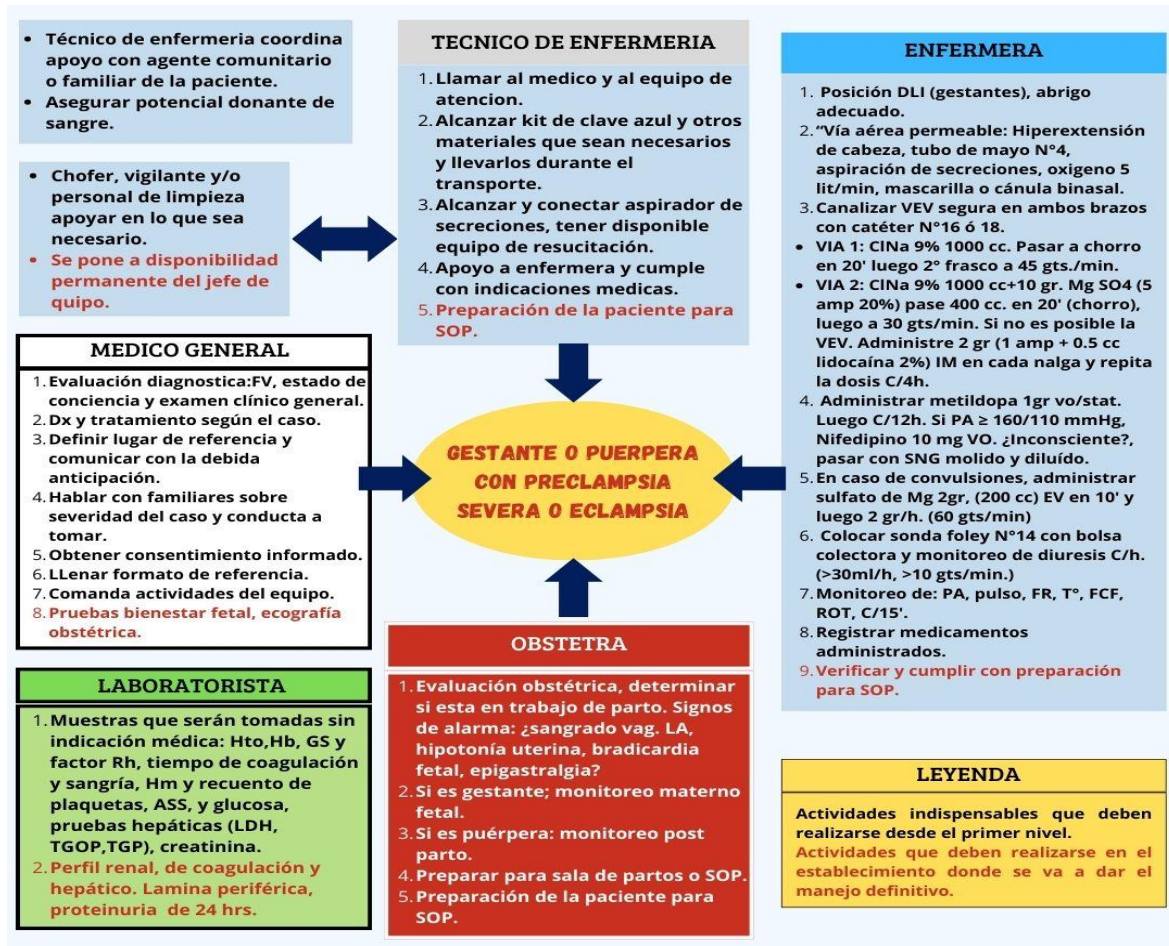 • Técnico de enfermeria coordina
apoyo con agente comunitario
o familiar de la paciente.
• Asegurar potencial donante de
sangre.
• Chofer, vigilante y/o
personal de limpieza
apoyar en lo que sea
necesario.
• Se pone a disponibilidad
permanente del jefe de
quipo.
TECNICO DE ENFERMERIA
1. Llamar al medico y al equipo de
atencion.
2. Alcanzar kit de clave azul y otros
materiales que sean necesarios
y llevarlos durante el
transporte.
3. Alcanzar y conectar aspirador de
secreciones, tener disponible
equipo de resucitación.
4. Apoyo a enfermera y cumple
con indicaciones medicas.
5. Preparación de la paciente para
SOP.
ENFERMERA
1. Posición DLI (gestantes), abrigo
adecuado.
2. “Vía aérea permeable: Hiperextensión
de cabeza, tubo de mayo N°4,
aspiración de secreciones, oxigeno 5
lit/min, mascarilla o cánula binasal.
3. Canalizar VEV segura en ambos brazos
con catéter N°16 ó 18.
• VIA 1: ClNa 9% 1000 cc. Pasar a chorro
en 20' luego 2° frasco a 45 gts./min.
• VIA 2: ClNa 9% 1000 cc+10 gr. Mg SO4 (5
amp 20%) pase 400 cc. en 20' (chorro),
luego a 30 gts/min. Si no es posible la
VEV. Administre 2 gr (1 amp + 0.5 cc
lidocaína 2%) IM en cada nalga y repita
la dosis C/4h.
4. Administrar metildopa 1gr vo/stat.
Luego C/12h. Si PA ≥ 160/110 mmHg,
Nifedipino 10 mg VO. ¿Inconsciente?,
pasar con SNG molido y diluído.
5. En caso de convulsiones, administrar
sulfato de Mg 2gr, (200 cc) EV en 10' y
luego 2 gr/h. (60 gts/min)
6. Colocar sonda foley N°14 con bolsa
colectora y monitoreo de diuresis C/h.
(>30ml/h, >10 gts/min.)
7. Monitoreo de: PA, pulso, FR, T°, FCF,
ROT, C/15'.
8. Registrar medicamentos
administrados.
9. Verificar y cumplir con preparación
para SOP.
MEDICO GENERAL
1. Evaluación diagnostica:FV, estado de
conciencia y examen clínico general.
2. Dx y tratamiento según el caso.
3. Definir lugar de referencia y
comunicar con la debida
anticipación.
4. Hablar con familiares sobre
severidad del caso y conducta a
tomar.
5. Obtener consentimiento informado.
6. LLenar formato de referencia.
7. Comanda actividades del equipo.
8. Pruebas bienestar fetal, ecografía
obstétrica.
GESTANTE O PUERPERA
CON PRECLAMPSIA
SEVERA O ECLAMPSIA
LABORATORISTA
1. Muestras que serán tomadas sin
indicación médica: Hto,Hb, GS y
factor Rh, tiempo de coagulación
y sangría, Hm y recuento de
plaquetas, ASS, y glucosa,
pruebas hepáticas (LDH,
TGOP,TGP), creatinina.
2. Perfil renal, de coagulación y
hepático. Lamina periférica,
proteinuria de 24 hrs.
OBSTETRA
1. Evaluación obstétrica, determinar
si esta en trabajo de parto. Signos
de alarma: ¿sangrado vag. LA,
hipotonía uterina, bradicardia
fetal, epigastralgia?
2. Si es gestante; monitoreo materno
fetal.
3. Si es puérpera: monitoreo post
parto.
4. Preparar para sala de partos o SOP.
5. Preparación de la paciente para
SOP.
LEYENDA
Actividades indispensables que deben
realizarse desde el primer nivel.
Actividades que deben realizarse en el
establecimiento donde se va a dar el
manejo definitivo.